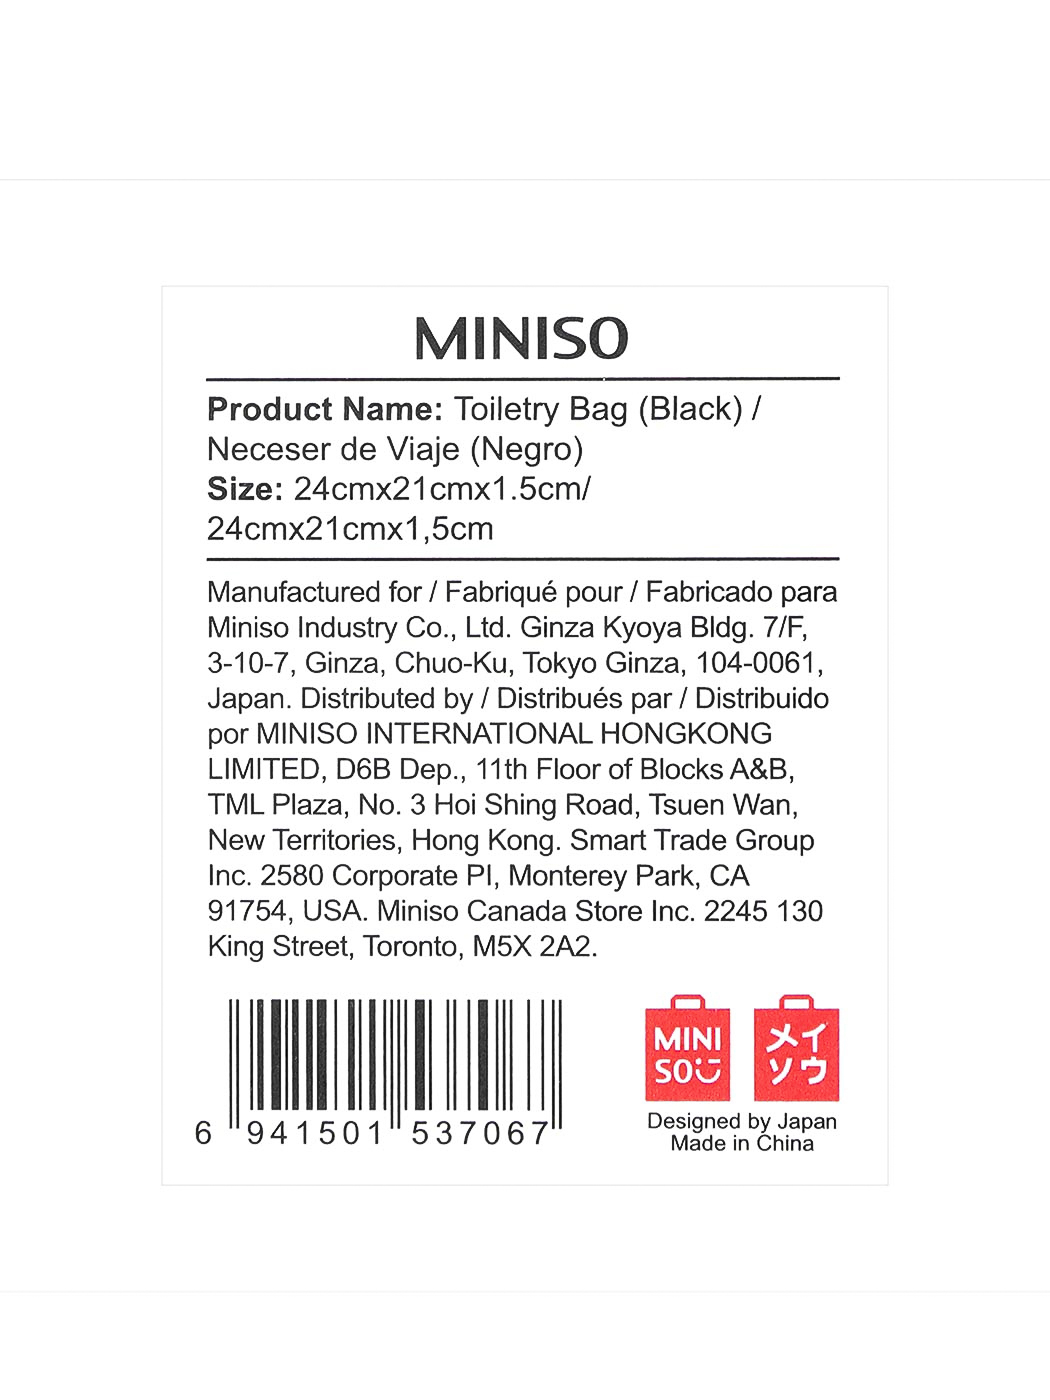 MINISO
Product Name: Toiletry Bag (Black) /
Neceser de Viaje (Negro)
Size: 24cmx21cmx1.5cm/
24cmx21cmx1,5cm
Manufactured for / Fabriqué pour / Fabricado para
Miniso Industry Co., Ltd. Ginza Kyoya Bldg. 7/F,
3-10-7, Ginza, Chuo-Ku, Tokyo Ginza, 104-0061,
Japan. Distributed by / Distribués par / Distribuido
por MINISO INTERNATIONAL HONGKONG
LIMITED, D6B Dep., 11th Floor of Blocks A&B,
TML Plaza, No. 3 Hoi Shing Road, Tsuen Wan,
New Territories, Hong Kong. Smart Trade Group
Inc. 2580 Corporate Pl, Monterey Park, CA
91754, USA. Miniso Canada Store Inc. 2245 130
King Street, Toronto, M5X 2A2.
6 941501 537067
MINI
SO
メイ
ソウ
Designed by Japan
Made in China